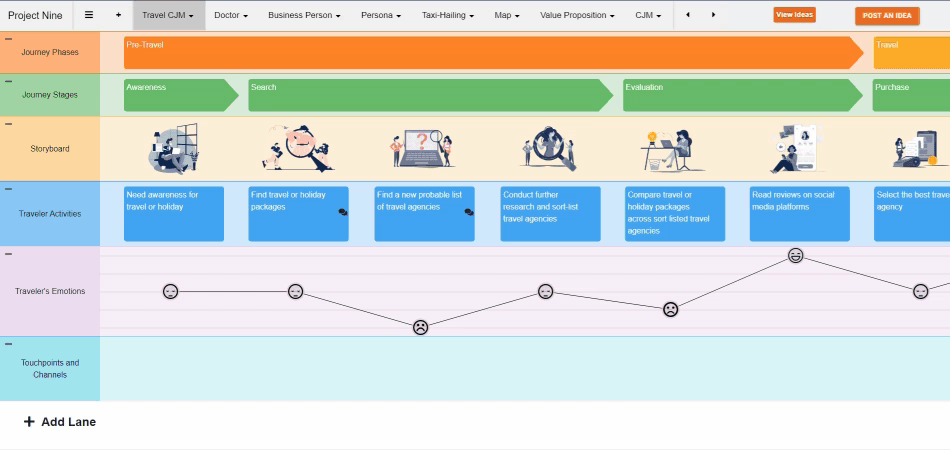 Project Nine
Travel CJM
Doctor
Business Person
Persona
Taxi-Hailing
Map
Value Proposition
CJM
View Ideas
POST AN IDEA
Journey Phases
Pre-Travel
Travel
Journey Stages
Awareness
Search
Evaluation
Purchase
Storyboard
Traveler Activities
Need awareness for
travel or holiday
Find travel or holiday
packages
Find a new probable list
of travel agencies
Conduct further
research and sort-list
travel agencies
Compare travel or
holiday packages
across sort listed travel
agencies
Read reviews on social
media platforms
Select the best trave
agency
Traveler's Emotions
Touchpoints and
Channels
Add Lane